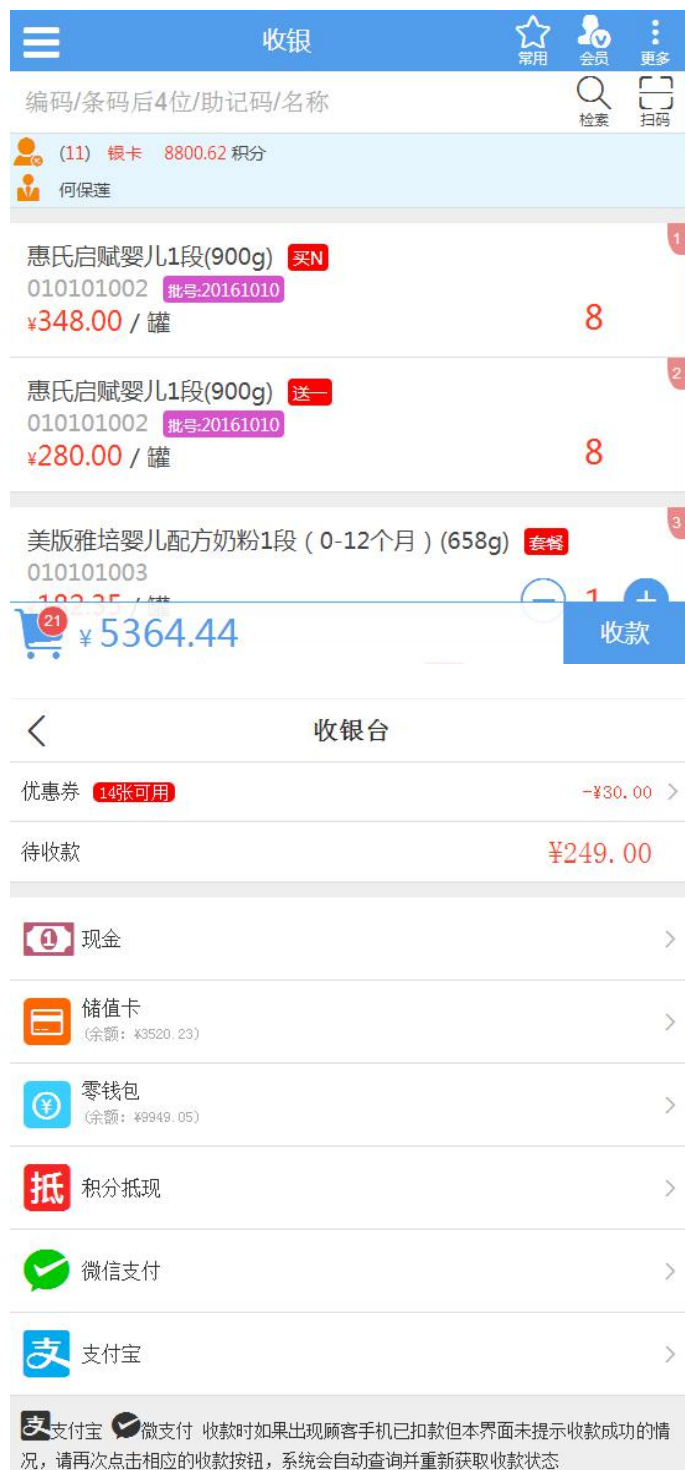 收银
常用 会员 更多
编码/条码后4位/助记码/名称
检索 扫码
(11) 银卡 8800.62 积分
何保莲
1
惠氏启赋婴儿1段(900g) 买N
010101002 批号:20161010
¥348.00 / 罐 8
2
惠氏启赋婴儿1段(900g) 送一
010101002 批号:20161010
¥280.00 / 罐 8
3
美版雅培婴儿配方奶粉1段（0-12个月）(658g) 套餐
010101003
¥182.35 / 罐 1
21 ¥ 5364.44 收款
收银台
优惠券 14张可用 -¥30.00
待收款 ¥249.00
1 现金
储值卡
(余额: ¥3520.23)
零钱包
(余额: ¥9949.05)
抵 积分抵现
微信支付
支 支付宝
支 支付宝 微支付 收款时如果出现顾客手机已扣款但本界面未提示收款成功的情
况，请再次点击相应的收款按钮，系统会自动查询并重新获取收款状态